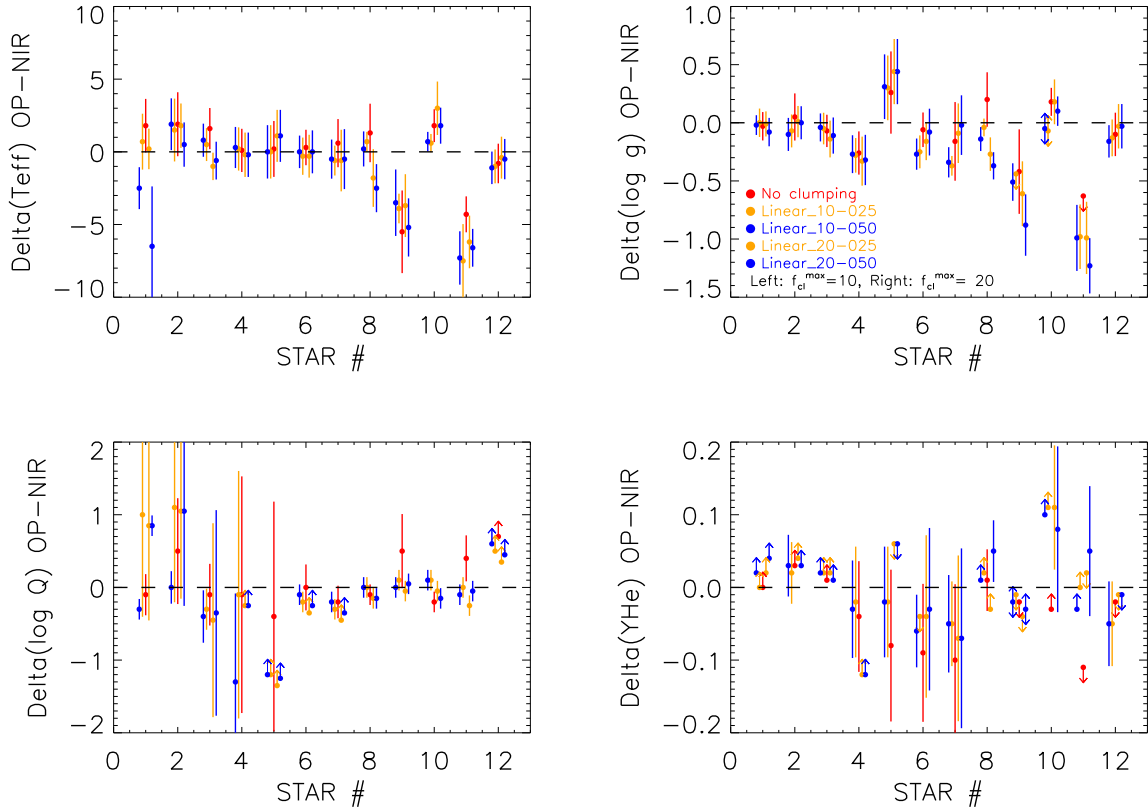 10
5
0
−5
−10
Delta(Teff) OP−NIR
0 2 4 6 8 10 12
STAR #
1.0
0.5
0.0
−0.5
−1.0
−1.5
Delta(log g) OP−NIR
No clumping
Linear_10−025
Linear_10−050
Linear_20−025
Linear_20−050
Left: f_cl^max=10, Right: f_cl^max= 20
0 2 4 6 8 10 12
STAR #
2
1
0
−1
−2
Delta(log Q) OP−NIR
0 2 4 6 8 10 12
STAR #
0.2
0.1
0.0
−0.1
−0.2
Delta(YHe) OP−NIR
0 2 4 6 8 10 12
STAR #